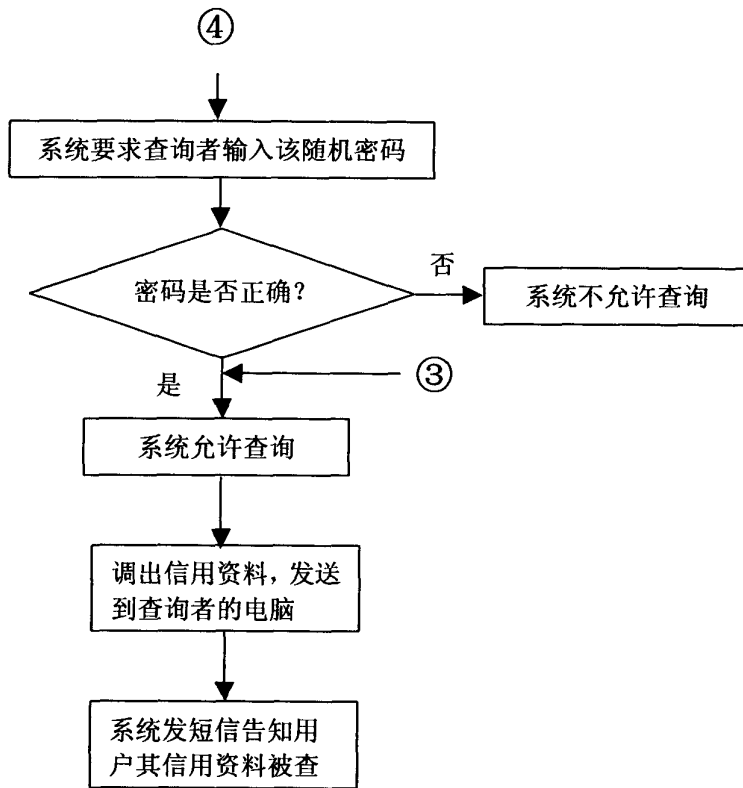 ④
系统要求查询者输入该随机密码
密码是否正确?
否
系统不允许查询
是
③
系统允许查询
调出信用资料，发送
到查询者的电脑
系统发短信告知用
户其信用资料被查